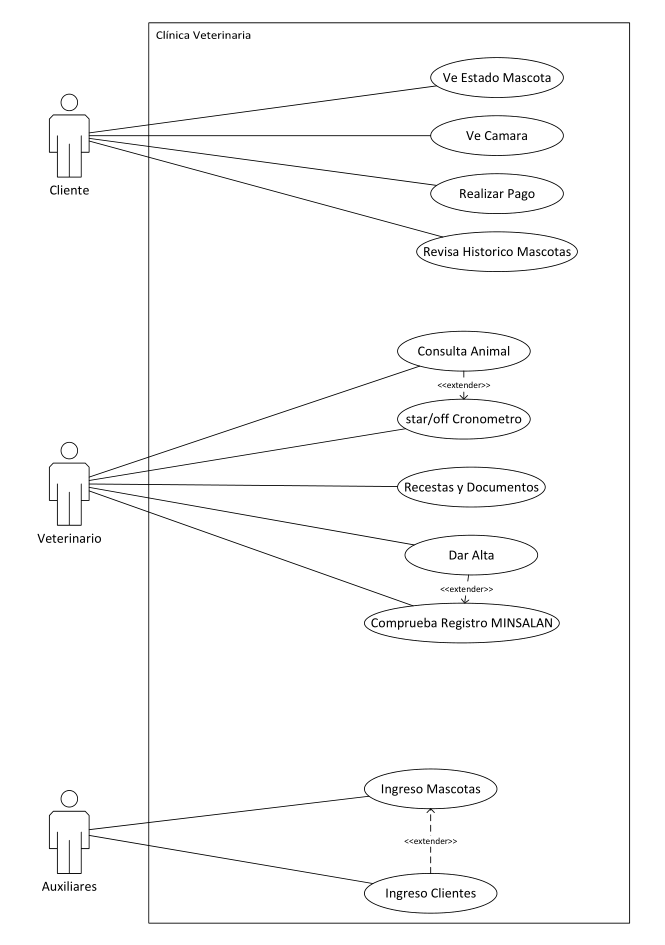 Clínica Veterinaria
Ve Estado Mascota
Ve Camara
Cliente
Realizar Pago
Revisa Historico Mascotas
Consulta Animal
<<extender>>
star/off Cronometro
Recestas y Documentos
Veterinario
Dar Alta
<<extender>>
Comprueba Registro MINSALAN
Ingreso Mascotas
<<extender>>
Auxiliares
Ingreso Clientes